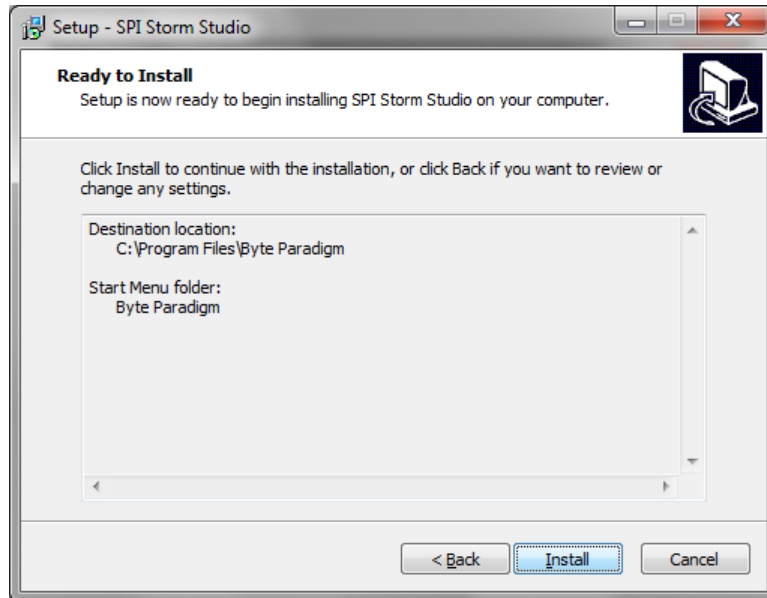 Setup - SPI Storm Studio
Ready to Install
Setup is now ready to begin installing SPI Storm Studio on your computer.
Click Install to continue with the installation, or click Back if you want to review or
change any settings.
Destination location:
C:\Program Files\Byte Paradigm
Start Menu folder:
Byte Paradigm
< Back Install Cancel